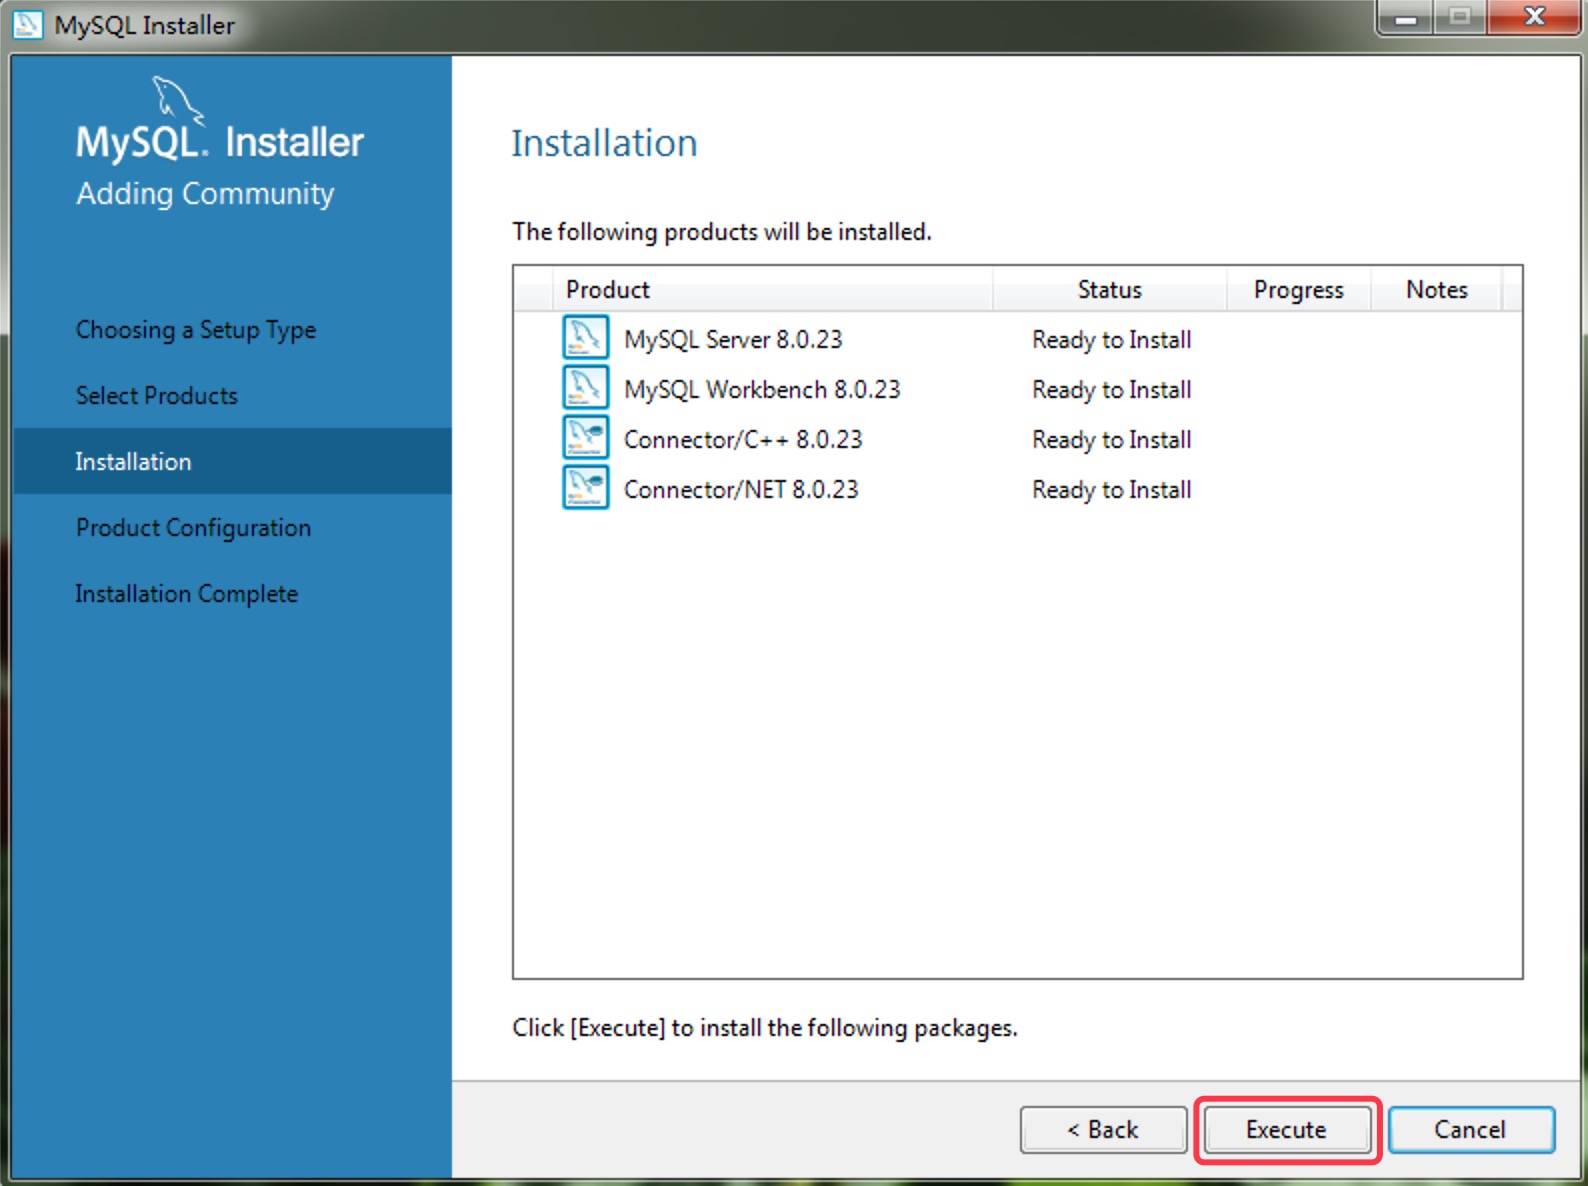 MySQL Installer
MySQL. Installer
Adding Community
Choosing a Setup Type
Select Products
Installation
Product Configuration
Installation Complete
Installation
The following products will be installed.
Product Status Progress Notes
MySQL Server 8.0.23 Ready to Install
MySQL Workbench 8.0.23 Ready to Install
Connector/C++ 8.0.23 Ready to Install
Connector/NET 8.0.23 Ready to Install
Click [Execute] to install the following packages.
< Back Execute Cancel